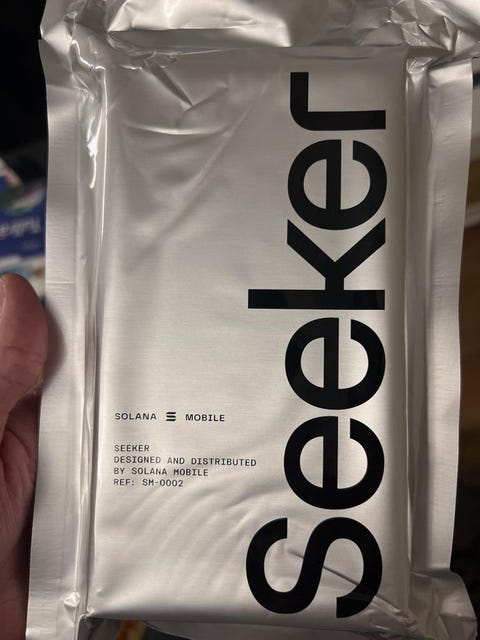 Seeker
SOLANA MOBILE
SEEKER
DESIGNED AND DISTRIBUTED
BY SOLANA MOBILE
REF: SM-0002